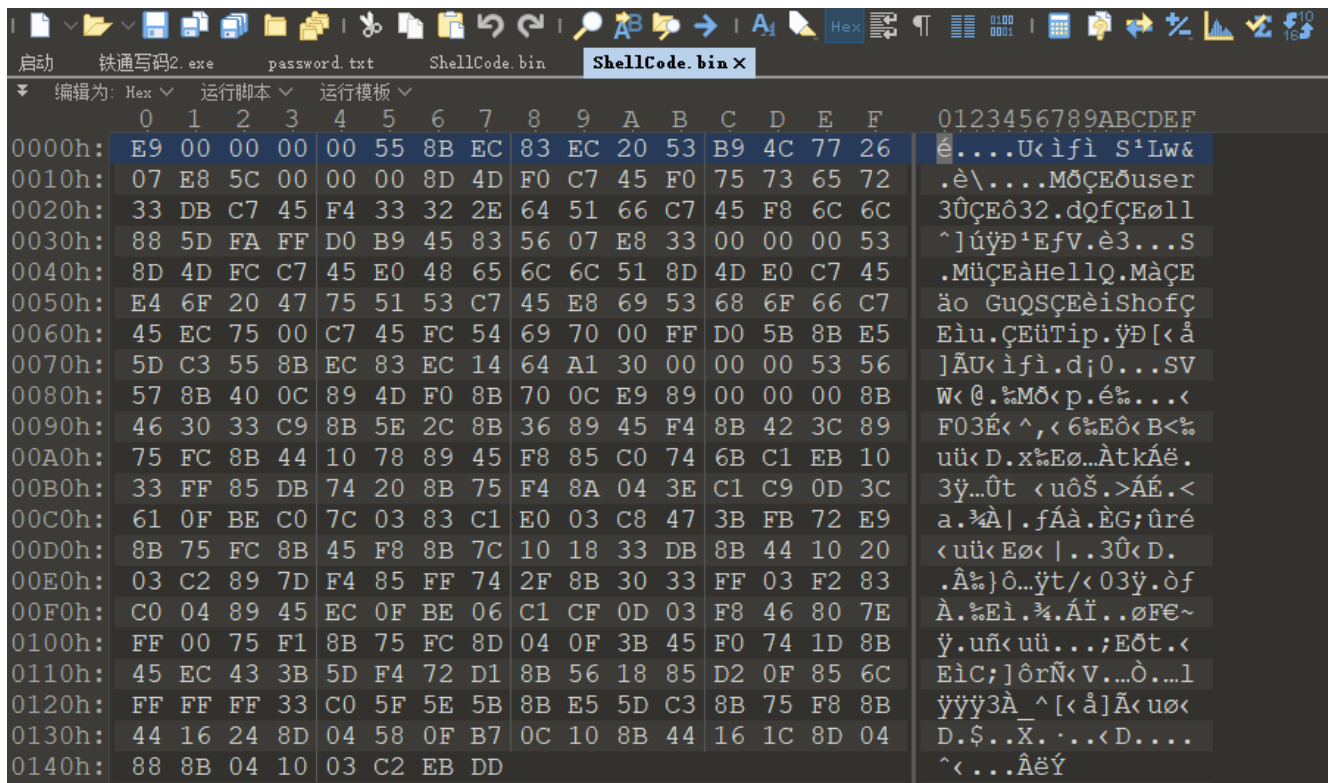 Hex
启动 铁通写码2.exe password.txt ShellCode.bin ShellCode.bin ×
编辑为: Hex 运行脚本 运行模板
0 1 2 3 4 5 6 7 8 9 A B C D E F 0123456789ABCDEF
0000h: E9 00 00 00 00 55 8B EC 83 EC 20 53 B9 4C 77 26 é....U‹ìƒì S¹Lw&
0010h: 07 E8 5C 00 00 00 8D 4D F0 C7 45 F0 75 73 65 72 .è\....MðÇEðuser
0020h: 33 DB C7 45 F4 33 32 2E 64 51 66 C7 45 F8 6C 6C 3ÛÇEô32.dQfÇEøll
0030h: 88 5D FA FF D0 B9 45 83 56 07 E8 33 00 00 00 53 ˆ]úÿÐ¹EƒV.è3...S
0040h: 8D 4D FC C7 45 E0 48 65 6C 6C 51 8D 4D E0 C7 45 .MüÇEàHellQ.MàÇE
0050h: E4 6F 20 47 75 51 53 C7 45 E8 69 53 68 6F 66 C7 äo GuQSÇEèiShofÇ
0060h: 45 EC 75 00 C7 45 FC 54 69 70 00 FF D0 5B 8B E5 Eìu.ÇEüTip.ÿÐ[‹å
0070h: 5D C3 55 8B EC 83 EC 14 64 A1 30 00 00 00 53 56 ]ÃU‹ìƒì.d¡0...SV
0080h: 57 8B 40 0C 89 4D F0 8B 70 0C E9 89 00 00 00 8B W‹@.‰Mð‹p.é‰...‹
0090h: 46 30 33 C9 8B 5E 2C 8B 36 89 45 F4 8B 42 3C 89 F03É‹^,‹6‰Eô‹B<‰
00A0h: 75 FC 8B 44 10 78 89 45 F8 85 C0 74 6B C1 EB 10 uü‹D.x‰Eø…ÀtkÁë.
00B0h: 33 FF 85 DB 74 20 8B 75 F4 8A 04 3E C1 C9 0D 3C 3ÿ…Ût ‹uôŠ.>ÁÉ.<
00C0h: 61 0F BE C0 7C 03 83 C1 E0 03 C8 47 3B FB 72 E9 a.¾À|.ƒÁà.ÈG;ûré
00D0h: 8B 75 FC 8B 45 F8 8B 7C 10 18 33 DB 8B 44 10 20 ‹uü‹Eø‹|..3Û‹D.
00E0h: 03 C2 89 7D F4 85 FF 74 2F 8B 30 33 FF 03 F2 83 .Â‰}ô…ÿt/‹03ÿ.òƒ
00F0h: C0 04 89 45 EC 0F BE 06 C1 CF 0D 03 F8 46 80 7E À.‰Eì.¾.ÁÏ..øF€~
0100h: FF 00 75 F1 8B 75 FC 8D 04 0F 3B 45 F0 74 1D 8B ÿ.uñ‹uü...;Eðt.‹
0110h: 45 EC 43 3B 5D F4 72 D1 8B 56 18 85 D2 0F 85 6C EìC;]ôrÑ‹V.…Ò.…l
0120h: FF FF FF 33 C0 5F 5E 5B 8B E5 5D C3 8B 75 F8 8B ÿÿÿ3À_^[‹å]Ã‹uø‹
0130h: 44 16 24 8D 04 58 0F B7 0C 10 8B 44 16 1C 8D 04 D.$..X.·..‹D....
0140h: 88 8B 04 10 03 C2 EB DD ˆ‹...ÂëÝ